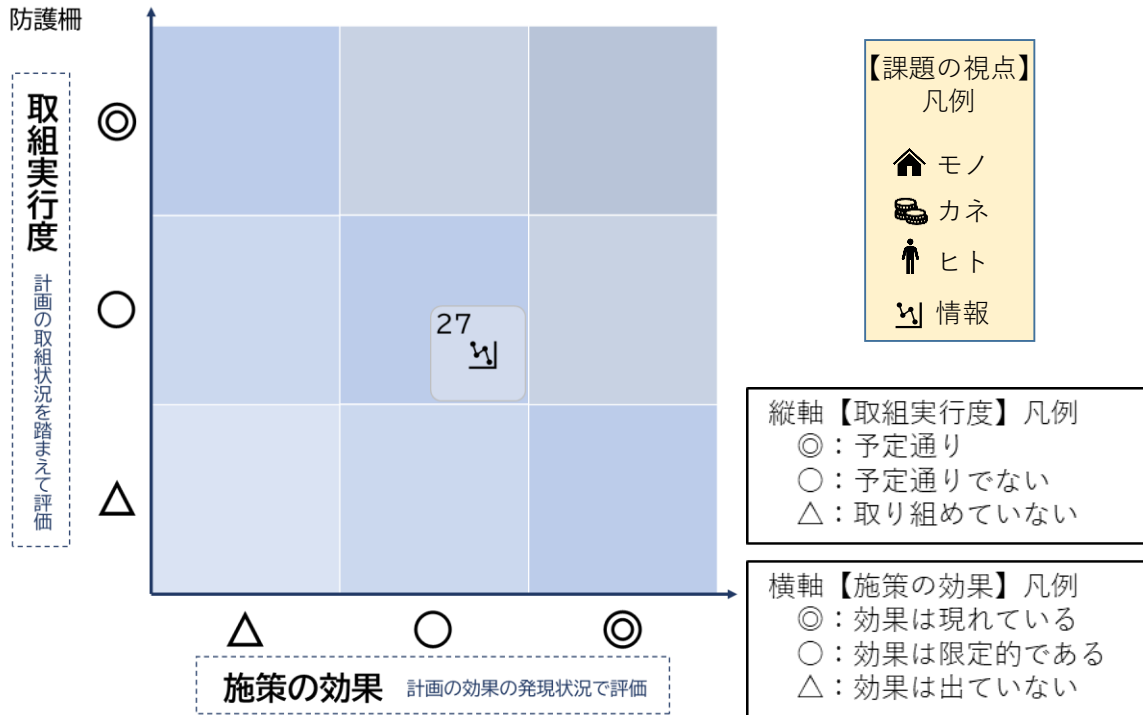 防護柵
取組実行度
計画の取組状況を踏まえて評価
◎
○
△
27
△
○
◎
施策の効果 計画の効果の発現状況で評価
【課題の視点】
凡例
モノ
カネ
ヒト
情報
縦軸【取組実行度】凡例
◎：予定通り
○：予定通りでない
△：取り組めていない
横軸【施策の効果】凡例
◎：効果は現れている
○：効果は限定的である
△：効果は出ていない